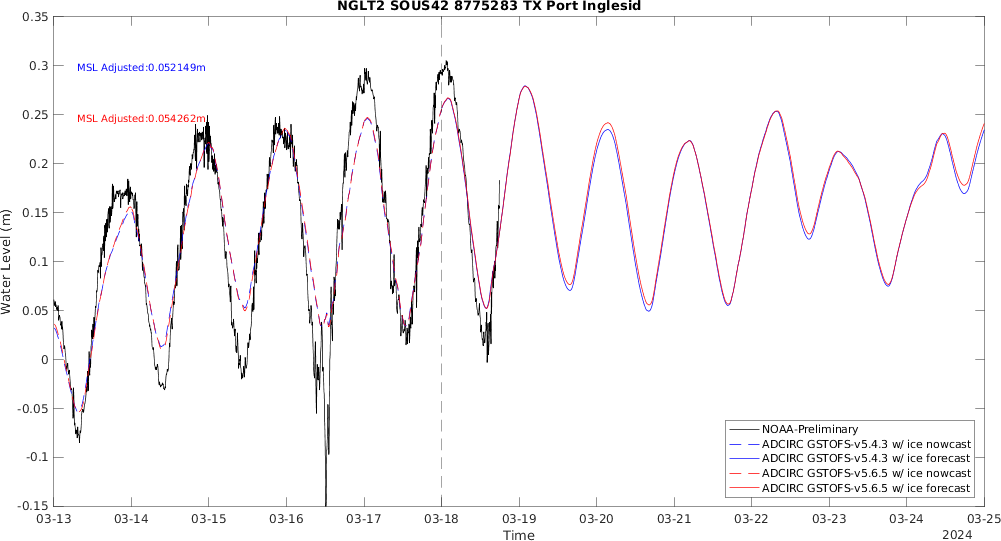 NGLT2 SOUS42 8775283 TX Port Inglesid
0.35
0.3
0.25
0.2
0.15
0.1
0.05
0
-0.05
-0.1
-0.15
Water Level (m)
MSL Adjusted:0.052149m
MSL Adjusted:0.054262m
NOAA-Preliminary
ADCIRC GSTOFS-v5.4.3 w/ ice nowcast
ADCIRC GSTOFS-v5.4.3 w/ ice forecast
ADCIRC GSTOFS-v5.6.5 w/ ice nowcast
ADCIRC GSTOFS-v5.6.5 w/ ice forecast
03-13 03-14 03-15 03-16 03-17 03-18 03-19 03-20 03-21 03-22 03-23 03-24 03-25
Time
2024